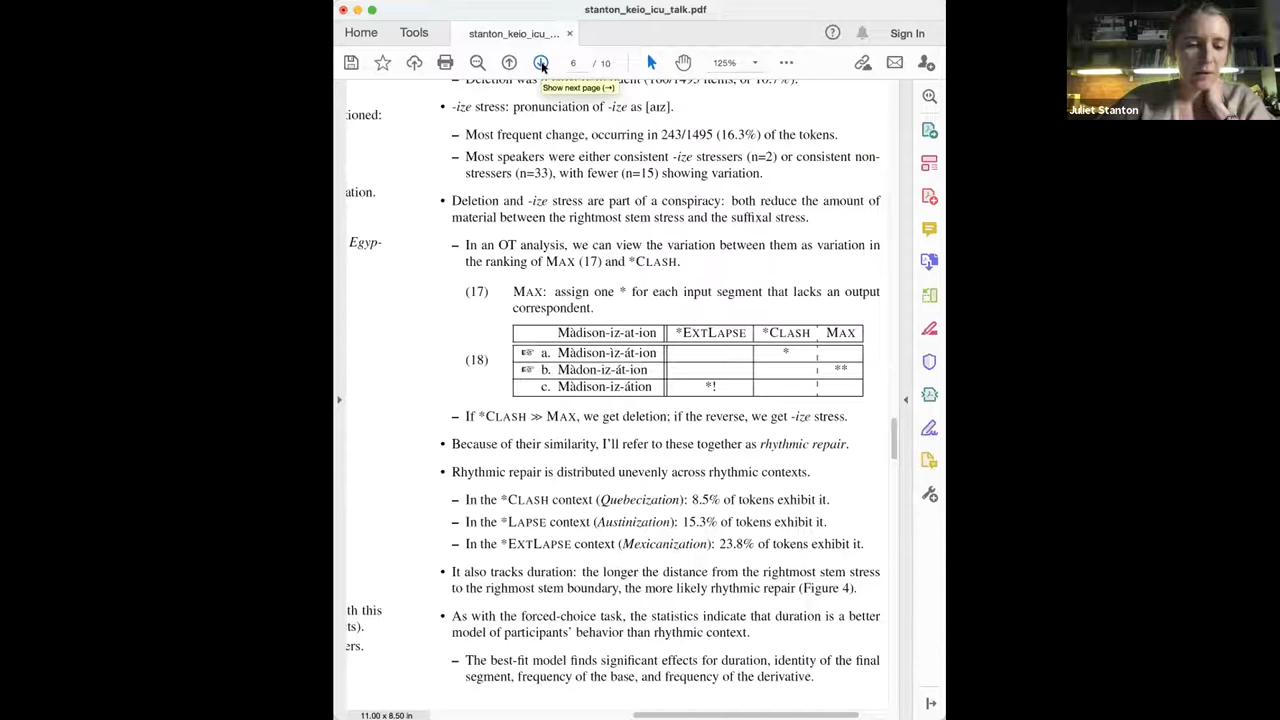 stanton_keio_icu_talk.pdf
Home
Tools
stanton_keio_icu_...
Sign In
6 / 10
125%
Show next page (→)
Juliet Stanton
tioned:
ation.
Egyp-
th this
ts).
ers.
• -ize stress: pronunciation of -ize as [aɪz].
– Most frequent change, occurring in 243/1495 (16.3%) of the tokens.
– Most speakers were either consistent -ize stressers (n=2) or consistent non-
stressers (n=33), with fewer (n=15) showing variation.
• Deletion and -ize stress are part of a conspiracy: both reduce the amount of
material between the rightmost stem stress and the suffixal stress.
– In an OT analysis, we can view the variation between them as variation in
the ranking of MAX (17) and *CLASH.
(17) MAX: assign one * for each input segment that lacks an output
correspondent.
(18)
Màdison-iz-at-ion *EXTLAPSE *CLASH MAX
☞ a. Màdison-ìz-át-ion *
☞ b. Màdon-iz-át-ion **
c. Màdison-iz-átion *!
– If *CLASH ≫ MAX, we get deletion; if the reverse, we get -ize stress.
• Because of their similarity, I'll refer to these together as rhythmic repair.
• Rhythmic repair is distributed unevenly across rhythmic contexts.
– In the *CLASH context (Quebecization): 8.5% of tokens exhibit it.
– In the *LAPSE context (Austinization): 15.3% of tokens exhibit it.
– In the *EXTLAPSE context (Mexicanization): 23.8% of tokens exhibit it.
• It also tracks duration: the longer the distance from the rightmost stem stress
to the righmost stem boundary, the more likely rhythmic repair (Figure 4).
• As with the forced-choice task, the statistics indicate that duration is a better
model of participants' behavior than rhythmic context.
– The best-fit model finds significant effects for duration, identity of the final
segment, frequency of the base, and frequency of the derivative.
11.00 x 8.50 in